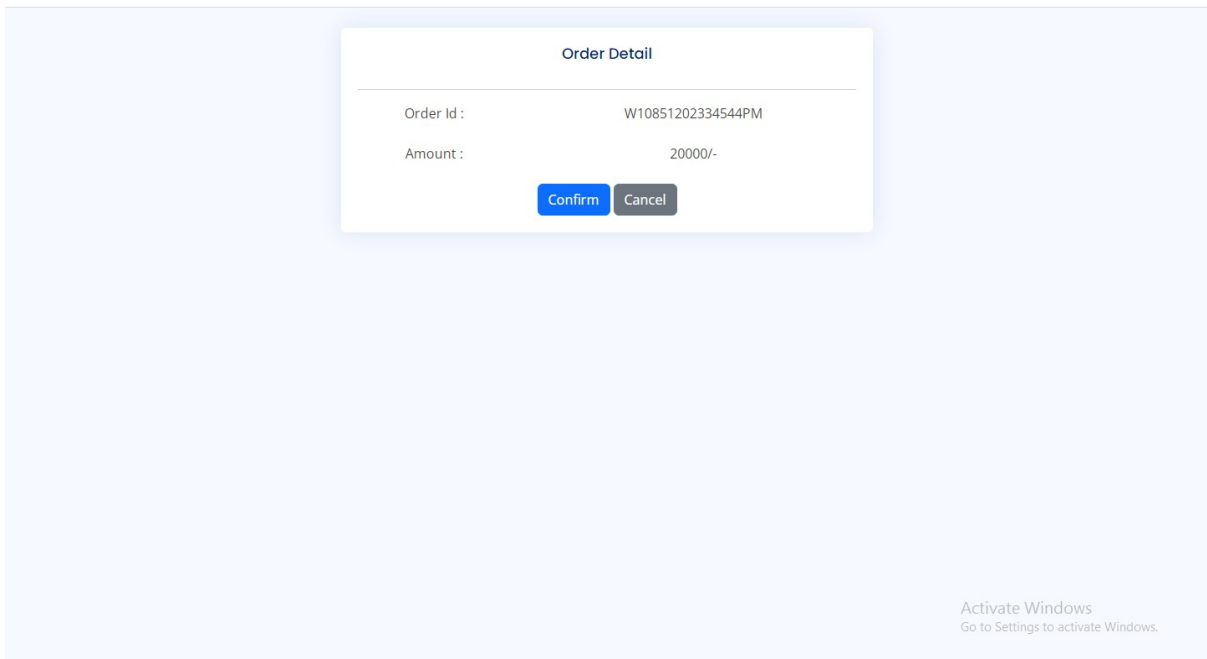 Order Detail
Order Id : W10851202334544PM
Amount : 20000/-
Confirm Cancel
Activate Windows
Go to Settings to activate Windows.